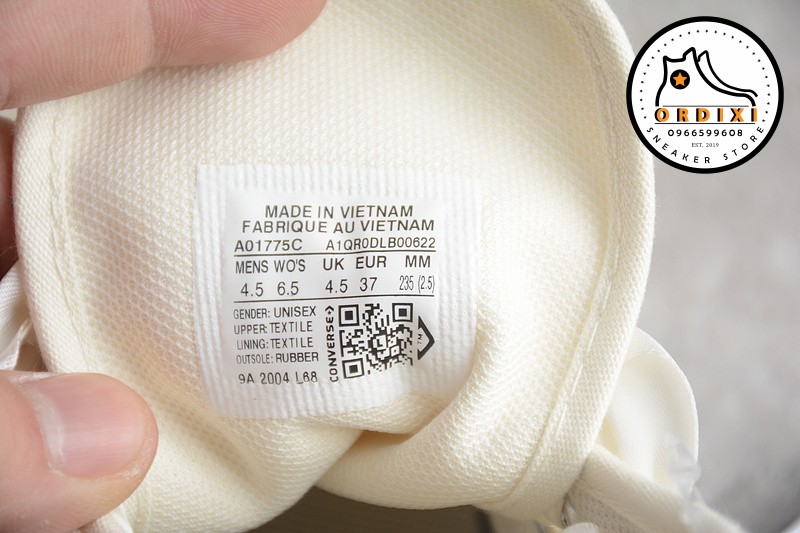 MADE IN VIETNAM
FABRIQUE AU VIETNAM
A01775C A1QR0DLB00622
MENS WO'S UK EUR MM
4.5 6.5 4.5 37 235 (2.5)
GENDER: UNISEX
UPPER: TEXTILE
LINING: TEXTILE
OUTSOLE: RUBBER
9A 2004 L68
CONVERSE
TM
ORDIXI
0966599608
EST. 2019
SNEAKER STORE